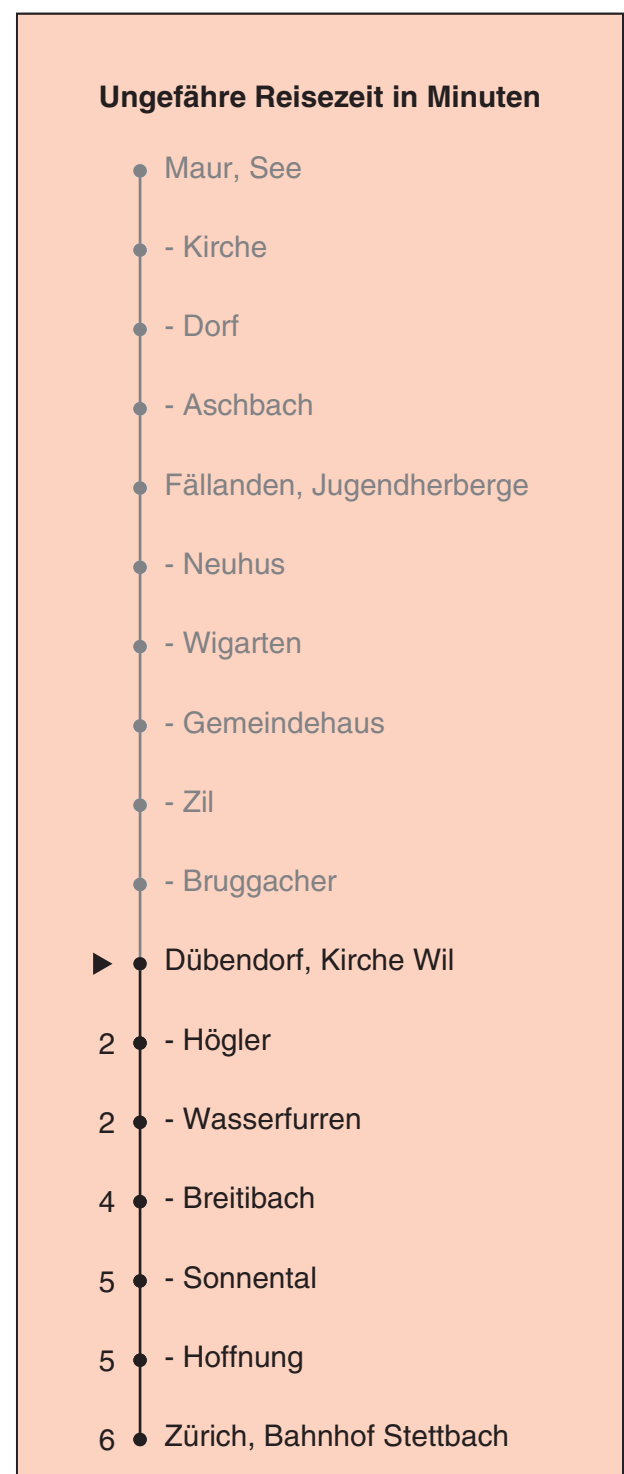 Ungefähre Reisezeit in Minuten
Maur, See
- Kirche
- Dorf
- Aschbach
Fällanden, Jugendherberge
- Neuhus
- Wigarten
- Gemeindehaus
- Zil
- Bruggacher
Dübendorf, Kirche Wil
2 - Högler
2 - Wasserfurren
4 - Breitibach
5 - Sonnental
5 - Hoffnung
6 Zürich, Bahnhof Stettbach